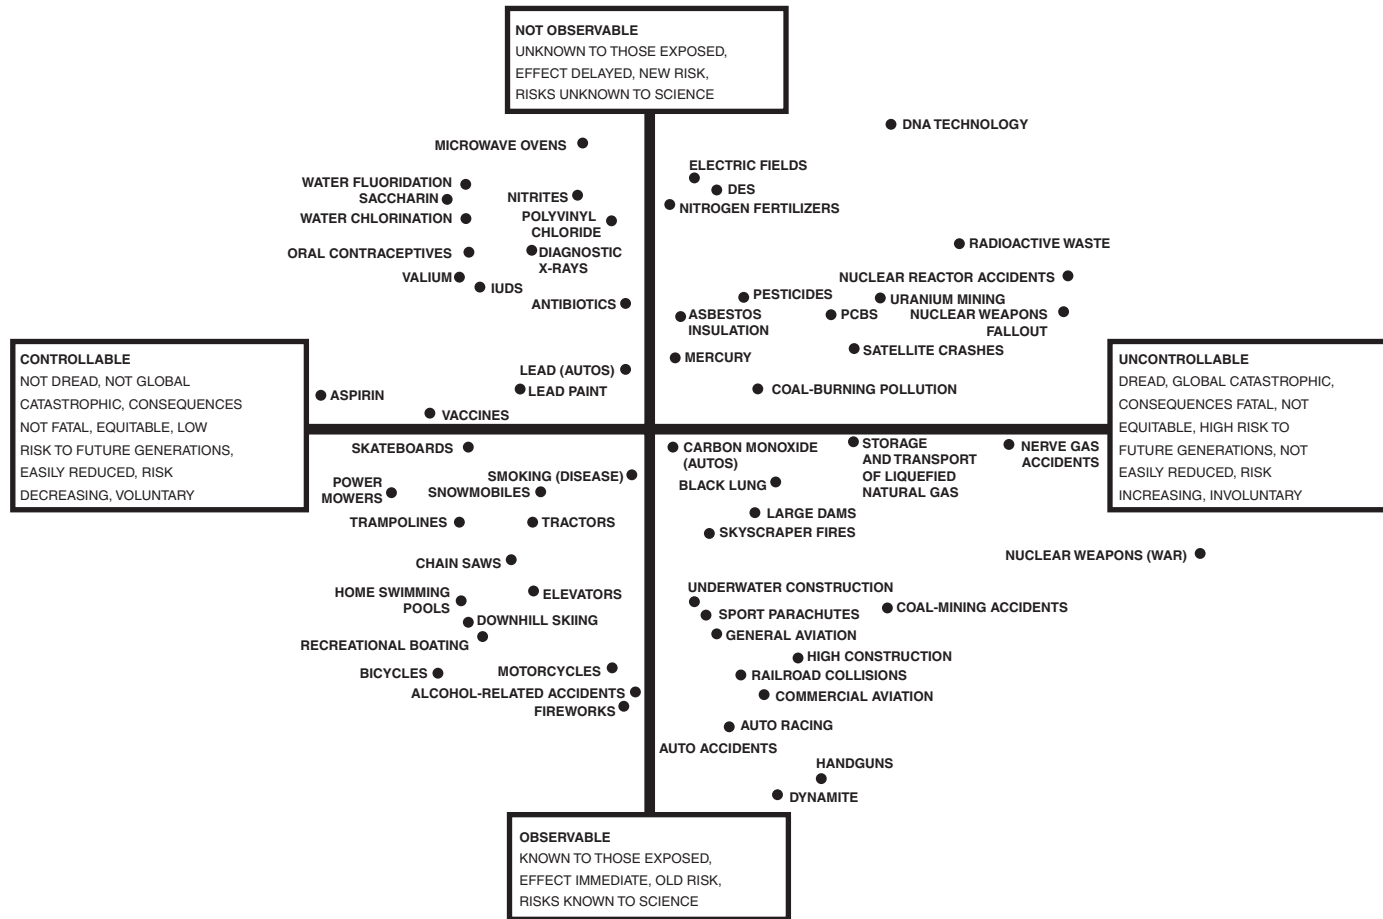 NOT OBSERVABLE
UNKNOWN TO THOSE EXPOSED,
EFFECT DELAYED, NEW RISK,
RISKS UNKNOWN TO SCIENCE
DNA TECHNOLOGY
MICROWAVE OVENS
ELECTRIC FIELDS
WATER FLUORIDATION
DES
SACCHARIN
NITRITES
NITROGEN FERTILIZERS
WATER CHLORINATION
POLYVINYL
CHLORIDE
RADIOACTIVE WASTE
ORAL CONTRACEPTIVES
DIAGNOSTIC
X-RAYS
VALIUM
NUCLEAR REACTOR ACCIDENTS
IUDS
PESTICIDES
URANIUM MINING
ANTIBIOTICS
ASBESTOS
INSULATION
PCBS
NUCLEAR WEAPONS
FALLOUT
SATELLITE CRASHES
MERCURY
LEAD (AUTOS)
LEAD PAINT
COAL-BURNING POLLUTION
ASPIRIN
VACCINES
CONTROLLABLE
NOT DREAD, NOT GLOBAL
CATASTROPHIC, CONSEQUENCES
NOT FATAL, EQUITABLE, LOW
RISK TO FUTURE GENERATIONS,
EASILY REDUCED, RISK
DECREASING, VOLUNTARY
UNCONTROLLABLE
DREAD, GLOBAL CATASTROPHIC,
CONSEQUENCES FATAL, NOT
EQUITABLE, HIGH RISK TO
FUTURE GENERATIONS, NOT
EASILY REDUCED, RISK
INCREASING, INVOLUNTARY
SKATEBOARDS
CARBON MONOXIDE
(AUTOS)
STORAGE
AND TRANSPORT
OF LIQUEFIED
NATURAL GAS
NERVE GAS
ACCIDENTS
SMOKING (DISEASE)
POWER
MOWERS
SNOWMOBILES
BLACK LUNG
TRAMPOLINES
TRACTORS
LARGE DAMS
SKYSCRAPER FIRES
CHAIN SAWS
NUCLEAR WEAPONS (WAR)
HOME SWIMMING
POOLS
ELEVATORS
UNDERWATER CONSTRUCTION
COAL-MINING ACCIDENTS
SPORT PARACHUTES
DOWNHILL SKIING
GENERAL AVIATION
RECREATIONAL BOATING
HIGH CONSTRUCTION
BICYCLES
MOTORCYCLES
RAILROAD COLLISIONS
ALCOHOL-RELATED ACCIDENTS
COMMERCIAL AVIATION
FIREWORKS
AUTO RACING
AUTO ACCIDENTS
HANDGUNS
DYNAMITE
OBSERVABLE
KNOWN TO THOSE EXPOSED,
EFFECT IMMEDIATE, OLD RISK,
RISKS KNOWN TO SCIENCE